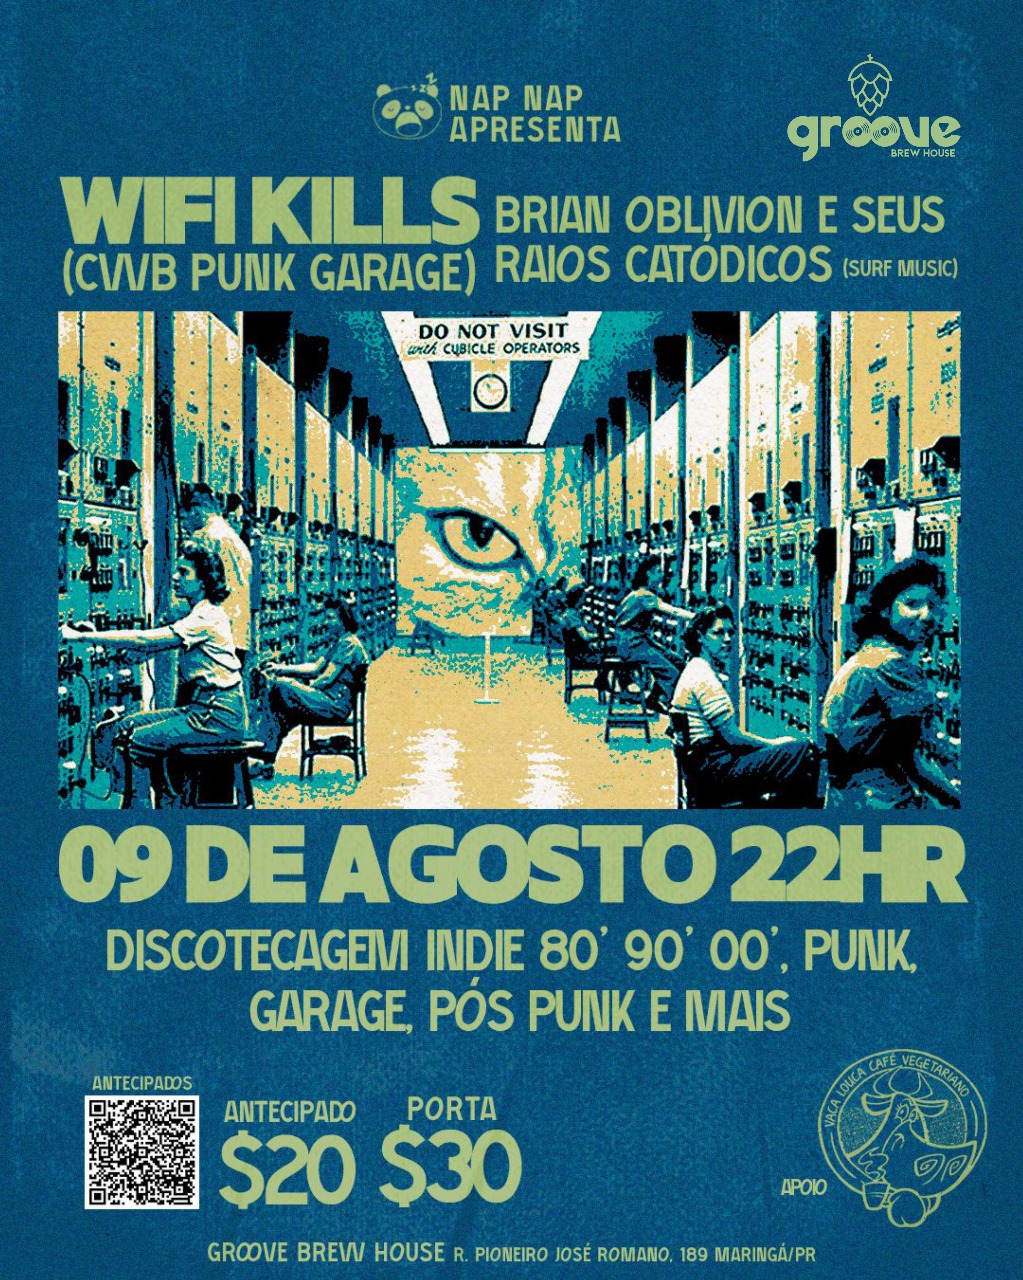 NAP NAP
APRESENTA
groove
BREW HOUSE
WIFI KILLS
(CWB PUNK GARAGE)
BRIAN OBLIVION E SEUS
RAIOS CATÓDICOS (SURF MUSIC)
DO NOT VISIT
with CUBICLE OPERATORS
09 DE AGOSTO 22HR
DISCOTECAGEM INDIE 80' 90' 00', PUNK,
GARAGE, PÓS PUNK E MAIS
ANTECIPADOS
ANTECIPADO
$20
PORTA
$30
APOIO
VACA LOUCA CAFÉ VEGETARIANO
GROOVE BREW HOUSE R. PIONEIRO JOSÉ ROMANO, 189 MARINGÁ/PR